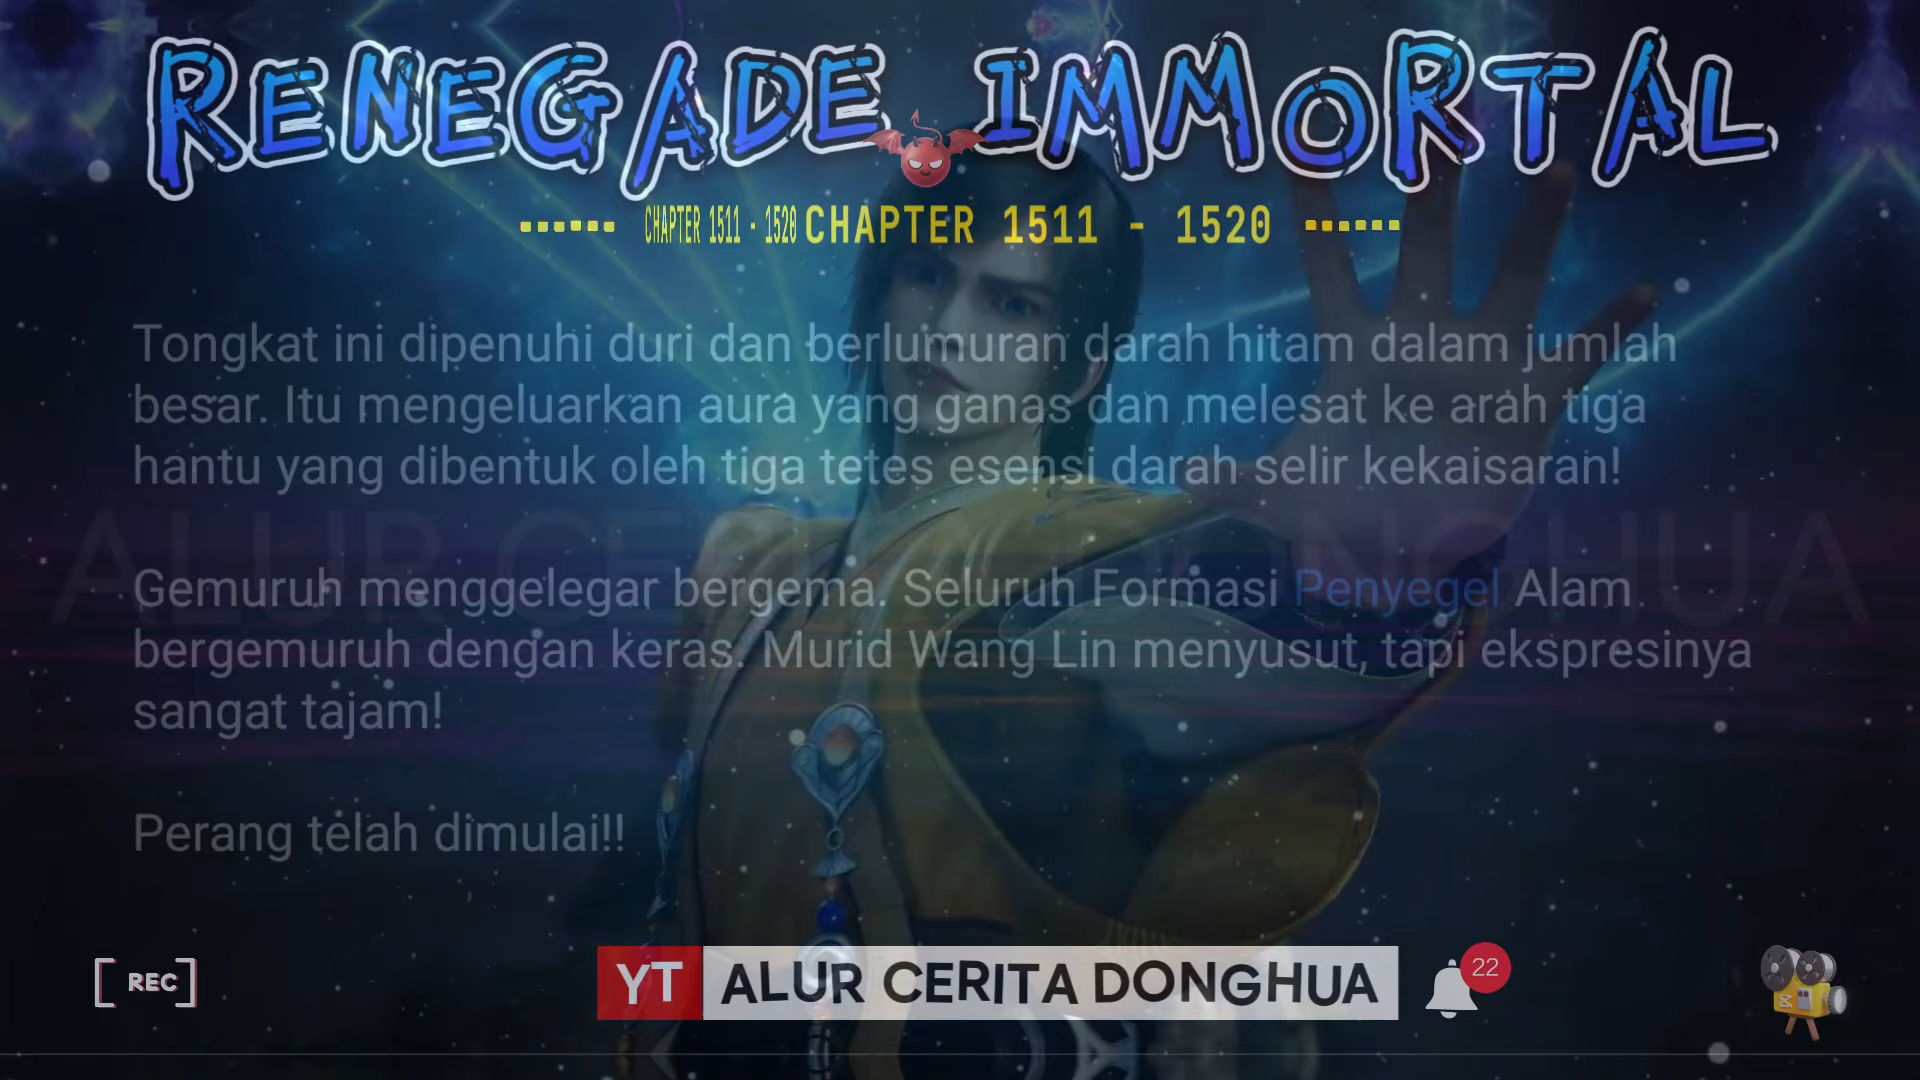 RENEGADE IMMORTAL
CHAPTER 1511 - 1520 CHAPTER 1511 - 1520
Tongkat ini dipenuhi duri dan berlumuran darah hitam dalam jumlah
besar. Itu mengeluarkan aura yang ganas dan melesat ke arah tiga
hantu yang dibentuk oleh tiga tetes esensi darah selir kekaisaran!
ALUR CERITA DONGHUA
Gemuruh menggelegar bergema. Seluruh Formasi Penyegel Alam
bergemuruh dengan keras. Murid Wang Lin menyusut, tapi ekspresinya
sangat tajam!
Perang telah dimulai!!
REC
YT ALUR CERITA DONGHUA
22